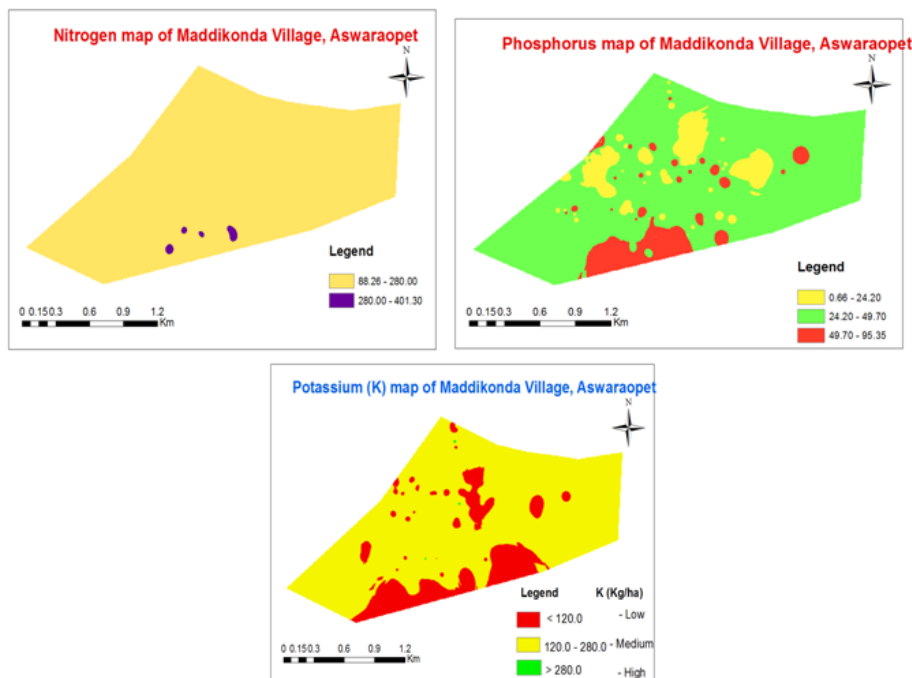 Nitrogen map of Maddikonda Village, Aswaraopet
N
Legend
88.26 - 280.00
280.00 - 401.30
0 0.15 0.3 0.6 0.9 1.2
Km
Phosphorus map of Maddikonda Village, Aswaraopet
N
Legend
0.66 - 24.20
24.20 - 49.70
49.70 - 95.35
0 0.15 0.3 0.6 0.9 1.2
Km
Potassium (K) map of Maddikonda Village, Aswaraopet
N
Legend K (Kg/ha)
< 120.0 - Low
120.0 - 280.0 - Medium
> 280.0 - High
0 0.15 0.3 0.6 0.9 1.2
Km